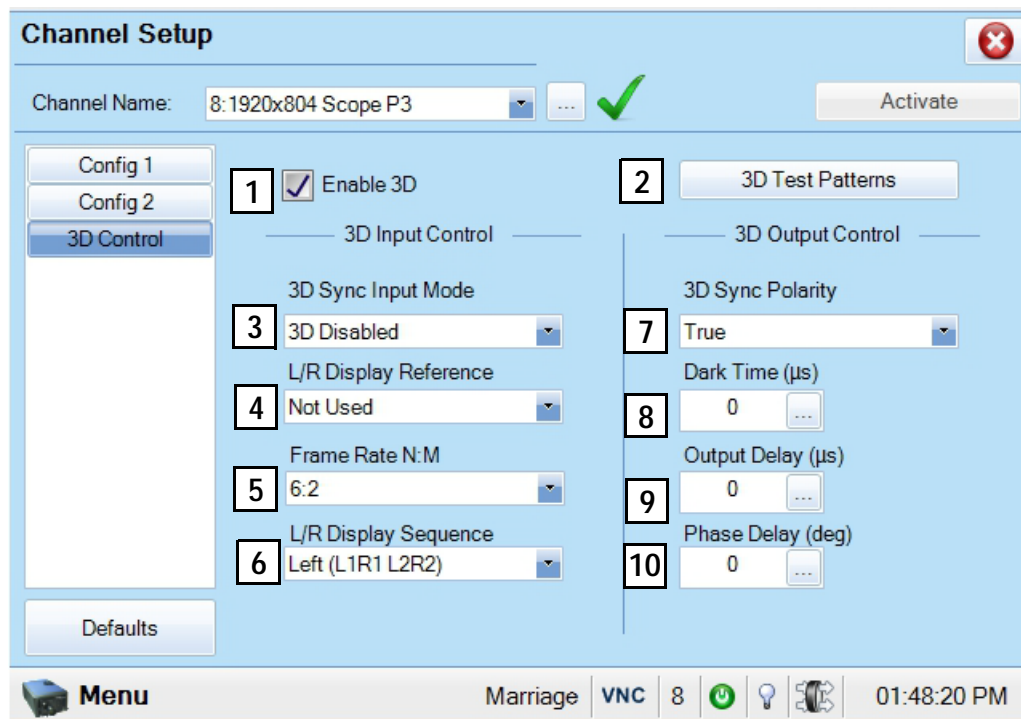 Channel Setup
Channel Name: 8:1920x804 Scope P3 ... Activate
Config 1
Config 2
3D Control
Defaults
1 Enable 3D
2 3D Test Patterns
3D Input Control
3D Sync Input Mode
3 3D Disabled
L/R Display Reference
4 Not Used
Frame Rate N:M
5 6:2
L/R Display Sequence
6 Left (L1R1 L2R2)
3D Output Control
3D Sync Polarity
7 True
Dark Time (µs)
8 0 ...
Output Delay (µs)
9 0 ...
Phase Delay (deg)
10 0 ...
Menu Marriage VNC 8 01:48:20 PM